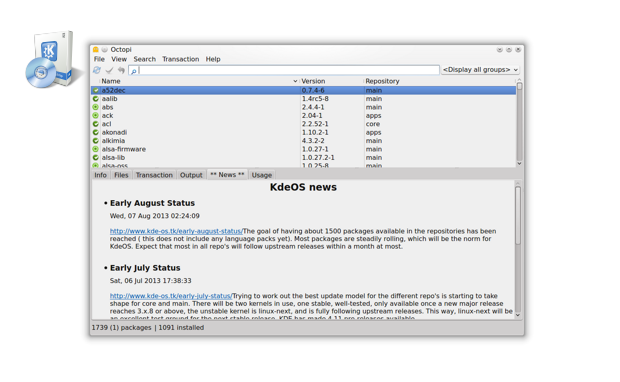 Octopi
File View Search Transaction Help
<Display all groups>
Name Version Repository
a52dec 0.7.4-6 main
aalib 1.4rc5-8 main
abs 2.4.4-1 main
ack 2.04-1 apps
acl 2.2.52-1 core
akonadi 1.10.2-1 apps
alkimia 4.3.2-2 main
alsa-firmware 1.0.27-1 main
alsa-lib 1.0.27.2-1 main
alsa-oss 1.0.25-8 main
Info Files Transaction Output ** News ** Usage
KdeOS news
• Early August Status
Wed, 07 Aug 2013 02:24:09
http://www.kde-os.tk/early-august-status/The goal of having about 1500 packages available in the repositories has been
reached ( this does not include any language packs yet). Most packages are steadily rolling, which will be the norm for
KdeOS. Expect that most in all repo's will follow upstream releases within a month at most.
• Early July Status
Sat, 06 Jul 2013 17:38:33
http://www.kde-os.tk/early-july-status/Trying to work out the best update model for the different repo's is starting to take
shape for core and main. There will be two kernels in use, one stable, well-tested, only available once a new major release
reaches 3.x.8 or above, the unstable kernel is linux-next, and is fully following upstream releases. This way, linux-next will be
an excellent test ground for the next stable release. KDE has made 4.11 pre-releases available
1739 (1) packages | 1091 installed